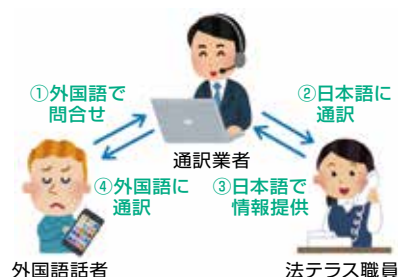 ①外国語で
問合せ
②日本語に
通訳
通訳業者
④外国語に
通訳
③日本語で
情報提供
外国語話者
法テラス職員